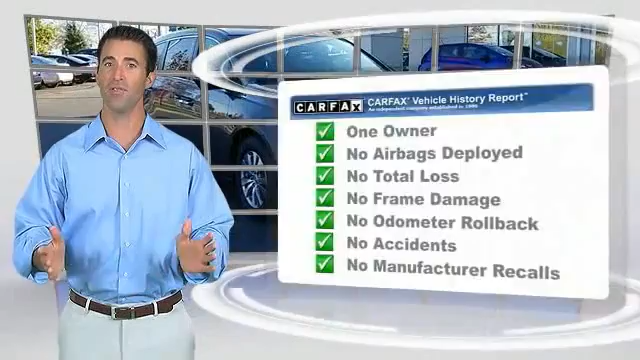 CARFAX CARFAX Vehicle History Report™
An independent company established in 1986
One Owner
No Airbags Deployed
No Total Loss
No Frame Damage
No Odometer Rollback
No Accidents
No Manufacturer Recalls